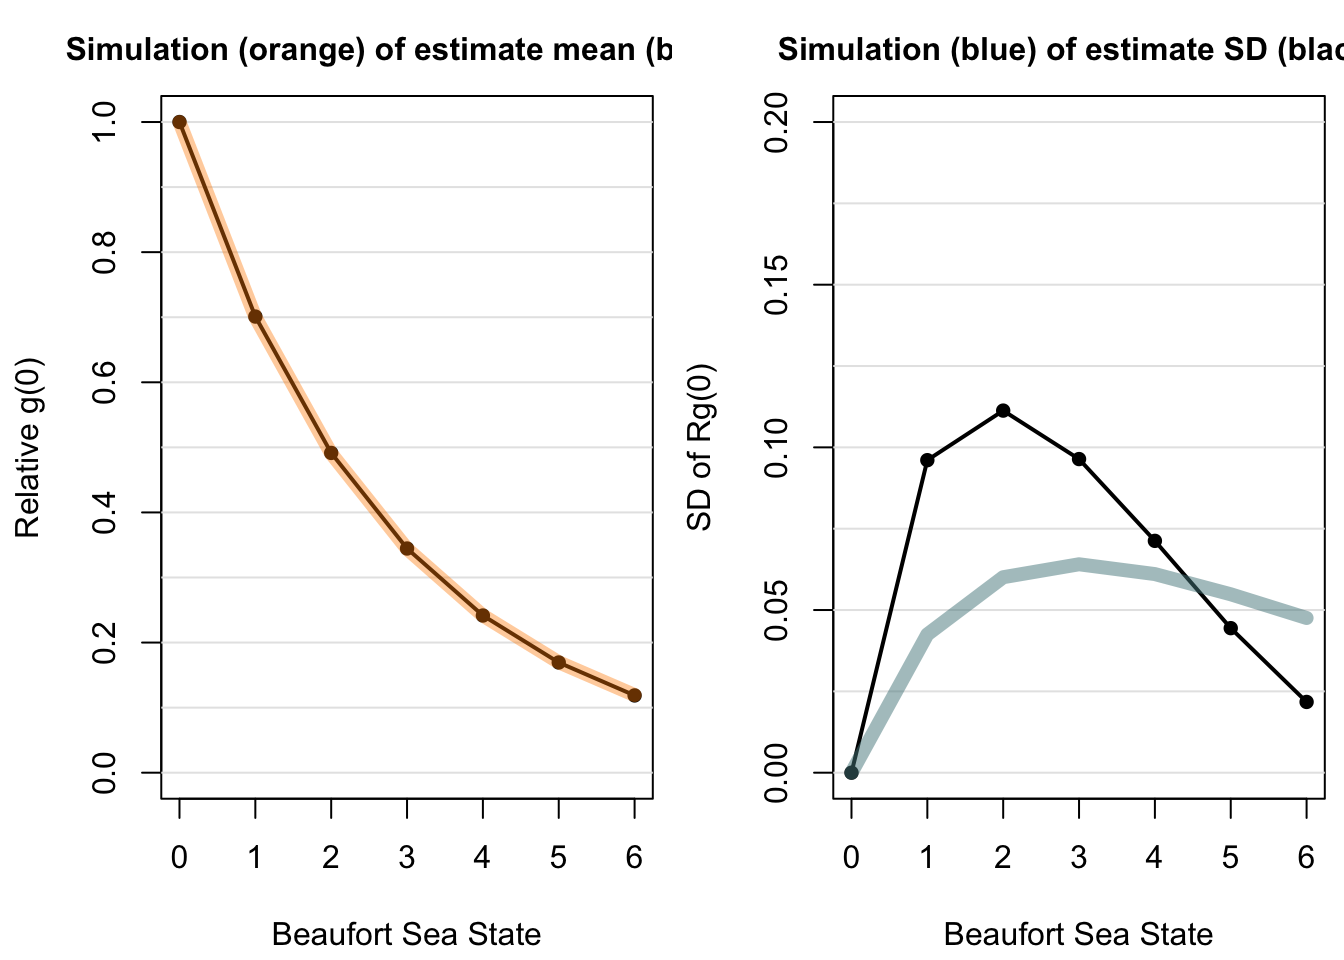 Simulation (orange) of estimate mean (b
Relative g(0)
1.0
0.8
0.6
0.4
0.2
0.0
0 1 2 3 4 5 6
Beaufort Sea State
Simulation (blue) of estimate SD (blac
SD of Rg(0)
0.20
0.15
0.10
0.05
0.00
0 1 2 3 4 5 6
Beaufort Sea State